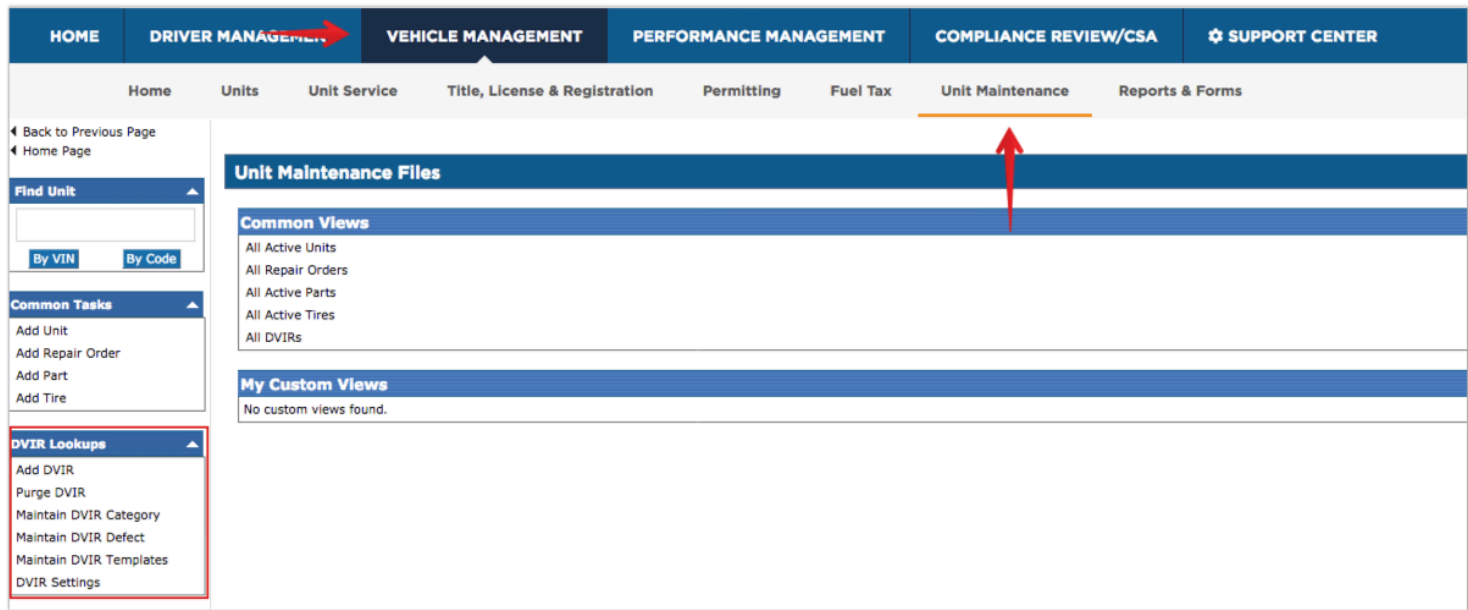 HOME DRIVER MANAGEMENT VEHICLE MANAGEMENT PERFORMANCE MANAGEMENT COMPLIANCE REVIEW/CSA SUPPORT CENTER
Home Units Unit Service Title, License & Registration Permitting Fuel Tax Unit Maintenance Reports & Forms
Back to Previous Page
Home Page
Find Unit
By VIN By Code
Common Tasks
Add Unit
Add Repair Order
Add Part
Add Tire
DVIR Lookups
Add DVIR
Purge DVIR
Maintain DVIR Category
Maintain DVIR Defect
Maintain DVIR Templates
DVIR Settings
Unit Maintenance Files
Common Views
All Active Units
All Repair Orders
All Active Parts
All Active Tires
All DVIRs
My Custom Views
No custom views found.